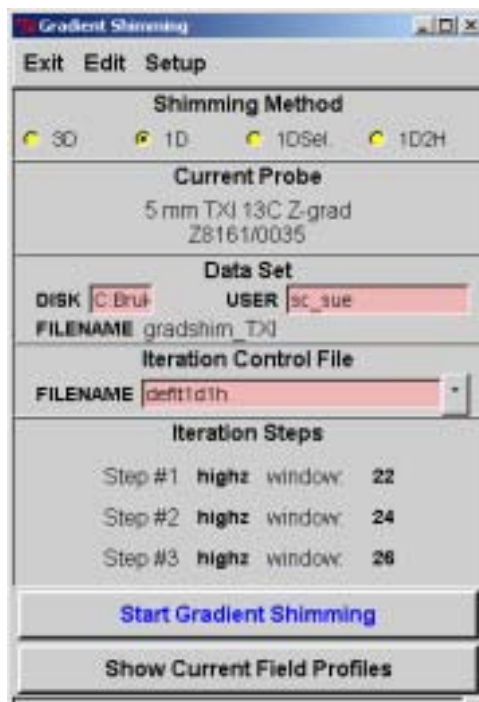 Gradient Shimming
Exit Edit Setup
Shimming Method
3D 1D 1DSel. 1D2H
Current Probe
5 mm TXI 13C Z-grad
Z8161/0035
Data Set
DISK C:Bruk USER sc_sue
FILENAME gradshim_TXI
Iteration Control File
FILENAME defit1d1h
Iteration Steps
Step #1 highz window: 22
Step #2 highz window: 24
Step #3 highz window: 26
Start Gradient Shimming
Show Current Field Profiles